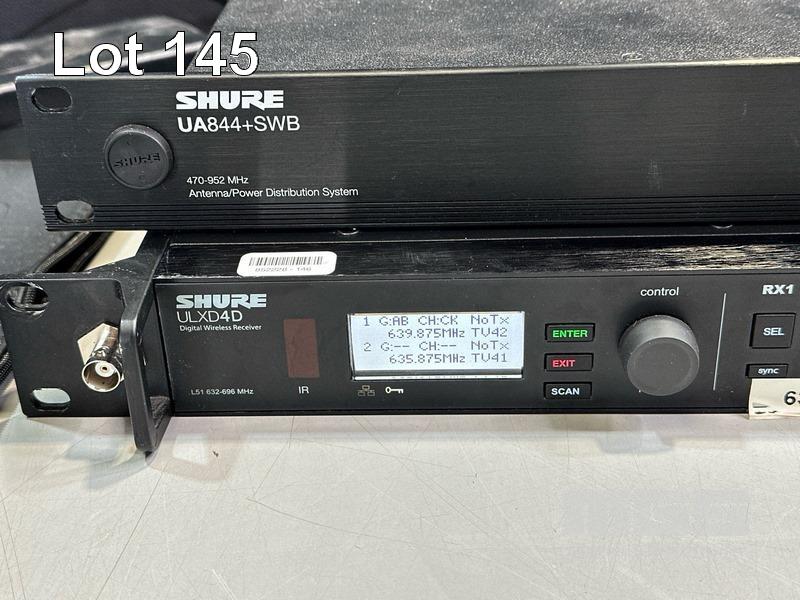 Lot 145
SHURE
UA844+SWB
SHURE
470-952 MHz
Antenna/Power Distribution System
052220-146
SHURE
ULXD4D
Digital Wireless Receiver
L51 632-696 MHz
IR
1 G:AB CH:CK NoTx
639.875MHz TV42
2 G:-- CH:-- NoTx
635.875MHz TV41
ENTER
EXIT
SCAN
control
RX1
SEL
sync